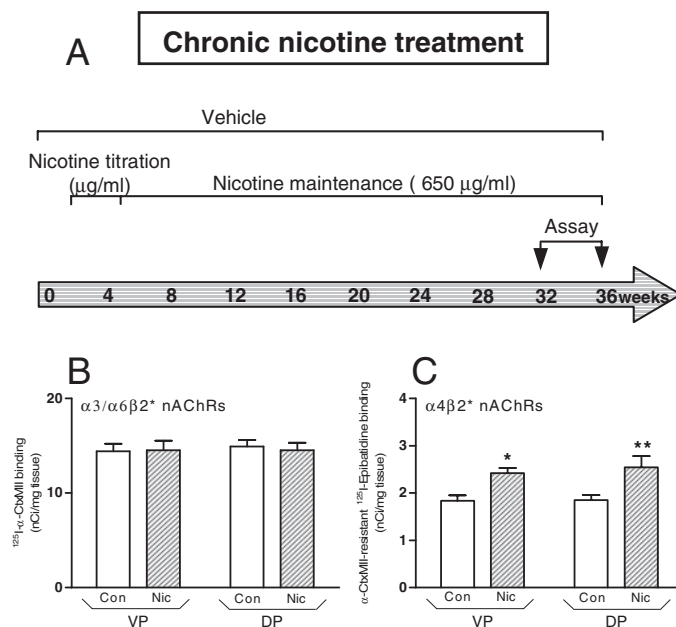 Chronic nicotine treatment
A
Vehicle
Nicotine titration
(μg/ml)
Nicotine maintenance ( 650 μg/ml)
Assay
0 4 8 12 16 20 24 28 32 36 weeks
B
α3/α6β2* nAChRs
20
10
0
¹²⁵I-α-CtxMII binding
(nCi/mg tissue)
Con Nic Con Nic
VP DP
C
α4β2* nAChRs
4
3
2
1
0
α-CtxMII-resistant ¹²⁵I-Epibatidine binding
(nCi/mg tissue)
* **
Con Nic Con Nic
VP DP